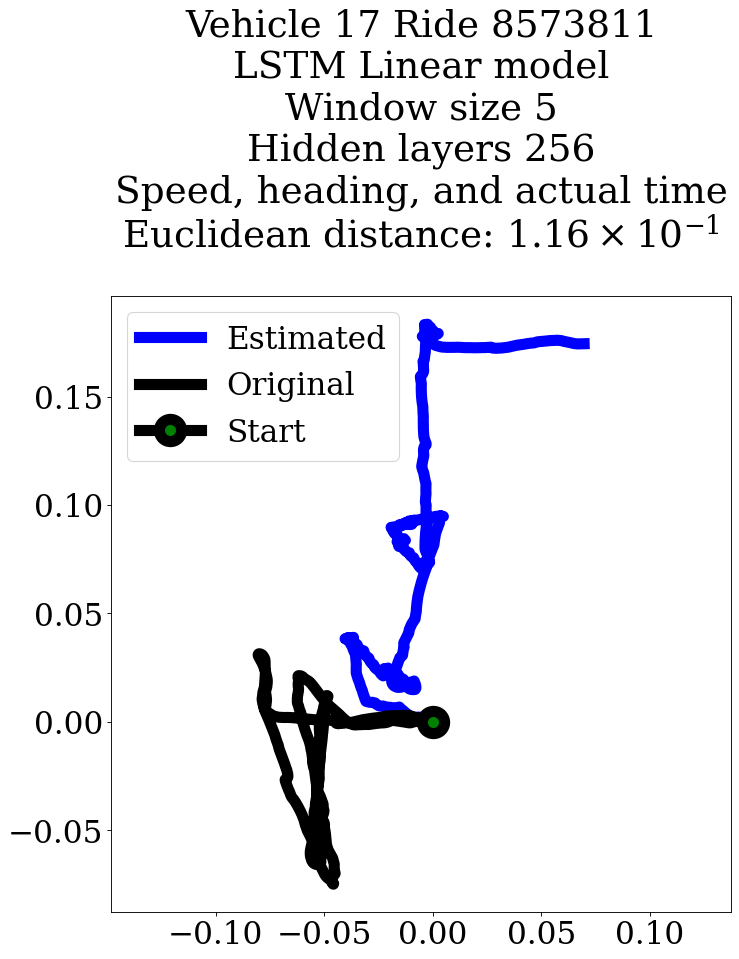 Vehicle 17 Ride 8573811
LSTM Linear model
Window size 5
Hidden layers 256
Speed, heading, and actual time
Euclidean distance: 1.16 × 10⁻¹
Estimated
Original
Start
0.15
0.10
0.05
0.00
−0.05
−0.10 −0.05 0.00 0.05 0.10